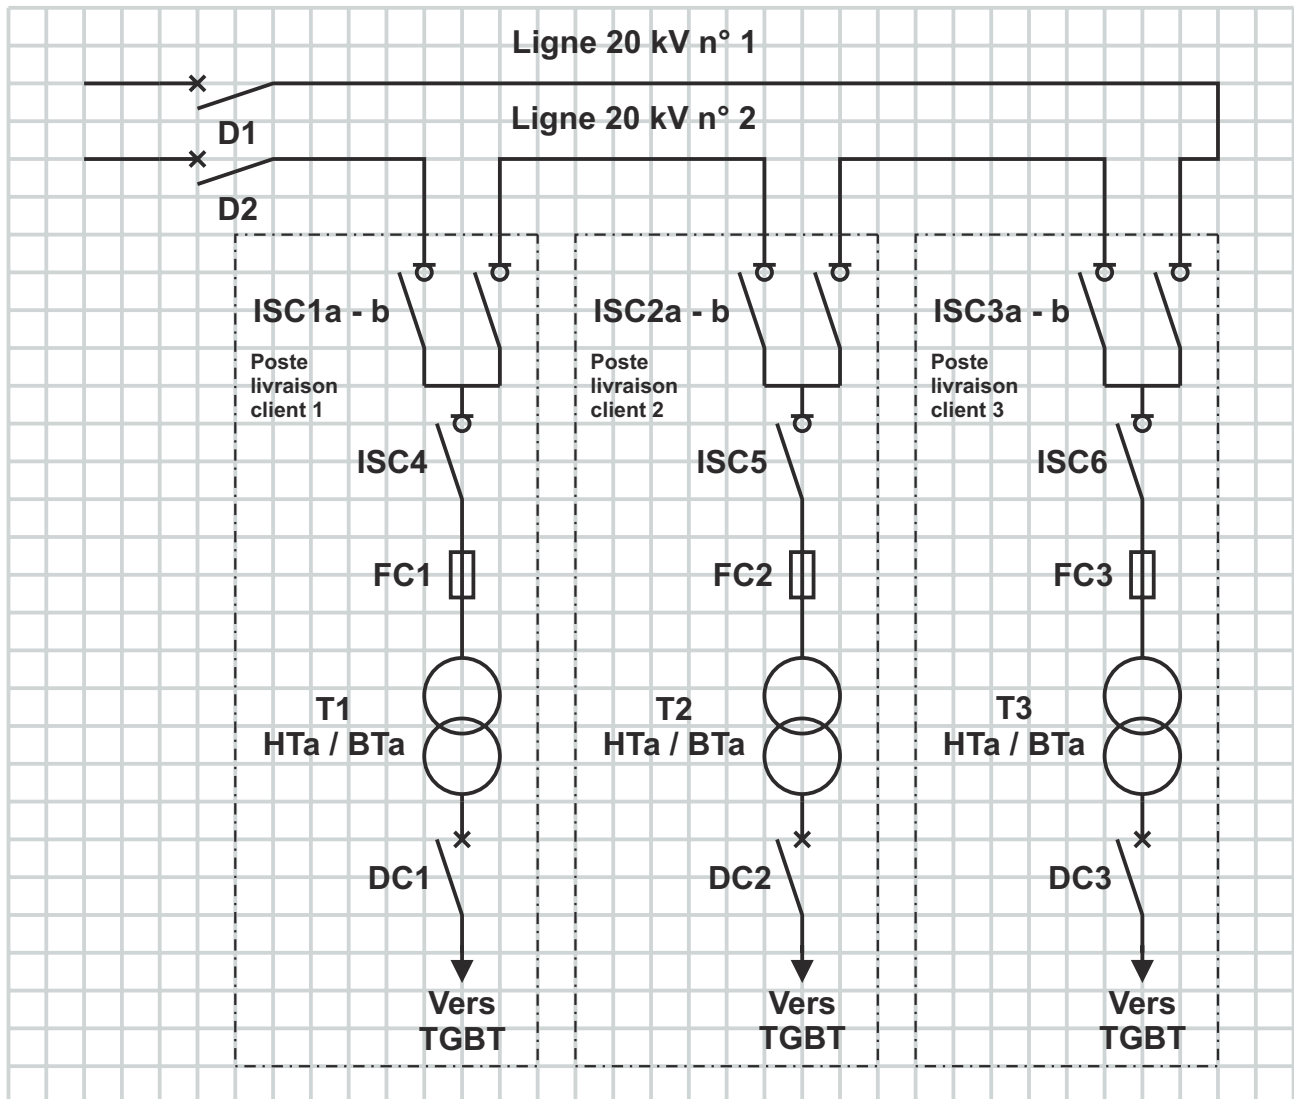 Ligne 20 kV n° 1
D1
Ligne 20 kV n° 2
D2
ISC1a - b
Poste
livraison
client 1
ISC4
FC1
T1
HTa / BTa
DC1
Vers
TGBT
ISC2a - b
Poste
livraison
client 2
ISC5
FC2
T2
HTa / BTa
DC2
Vers
TGBT
ISC3a - b
Poste
livraison
client 3
ISC6
FC3
T3
HTa / BTa
DC3
Vers
TGBT